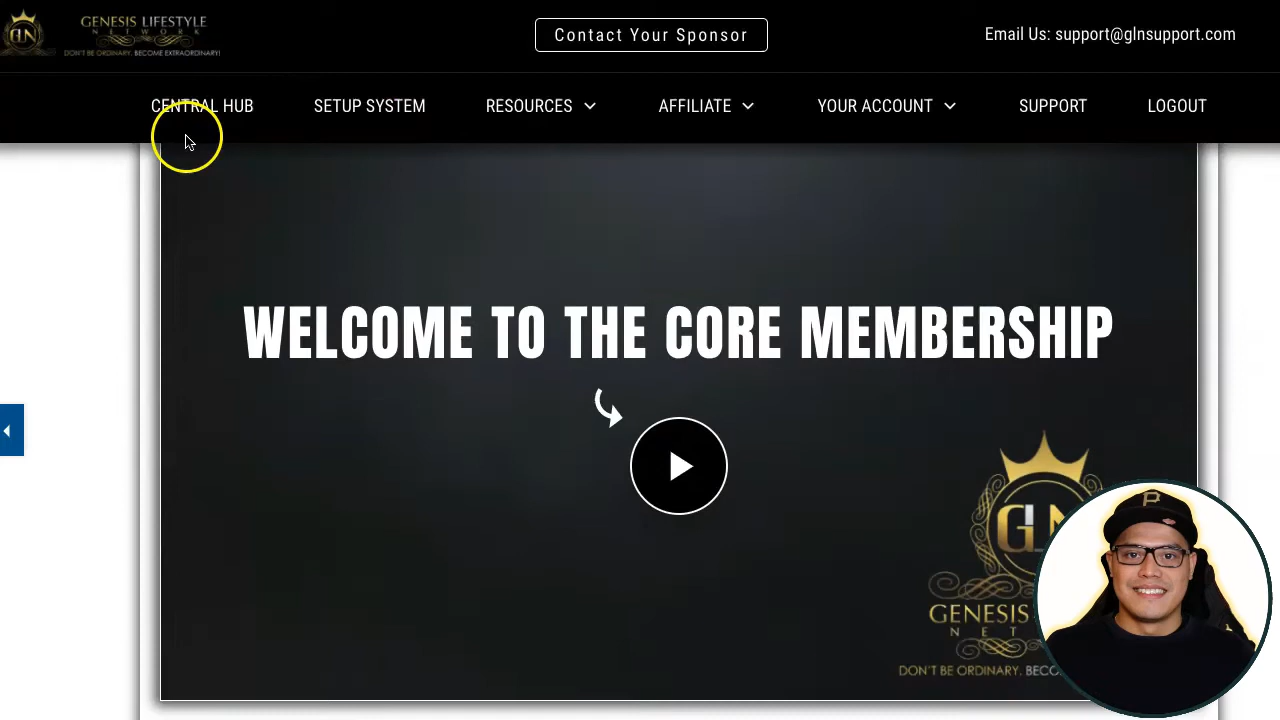 GLN
GENESIS LIFESTYLE
NETWORK
DON'T BE ORDINARY. BECOME EXTRAORDINARY!
Contact Your Sponsor
Email Us: support@glnsupport.com
CENTRAL HUB
SETUP SYSTEM
RESOURCES
AFFILIATE
YOUR ACCOUNT
SUPPORT
LOGOUT
WELCOME TO THE CORE MEMBERSHIP
GLN
P
GENESIS
NET
DON'T BE ORDINARY. BECO